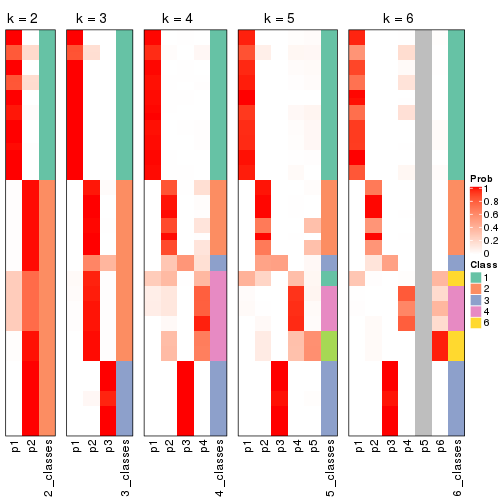 k = 2
k = 3
k = 4
k = 5
k = 6
Prob
1
0.8
0.6
0.4
0.2
0
Class
1
2
3
4
6
p1
p2
2_classes
p1
p2
p3
3_classes
p1
p2
p3
p4
4_classes
p1
p2
p3
p4
p5
5_classes
p1
p2
p3
p4
p5
p6
6_classes